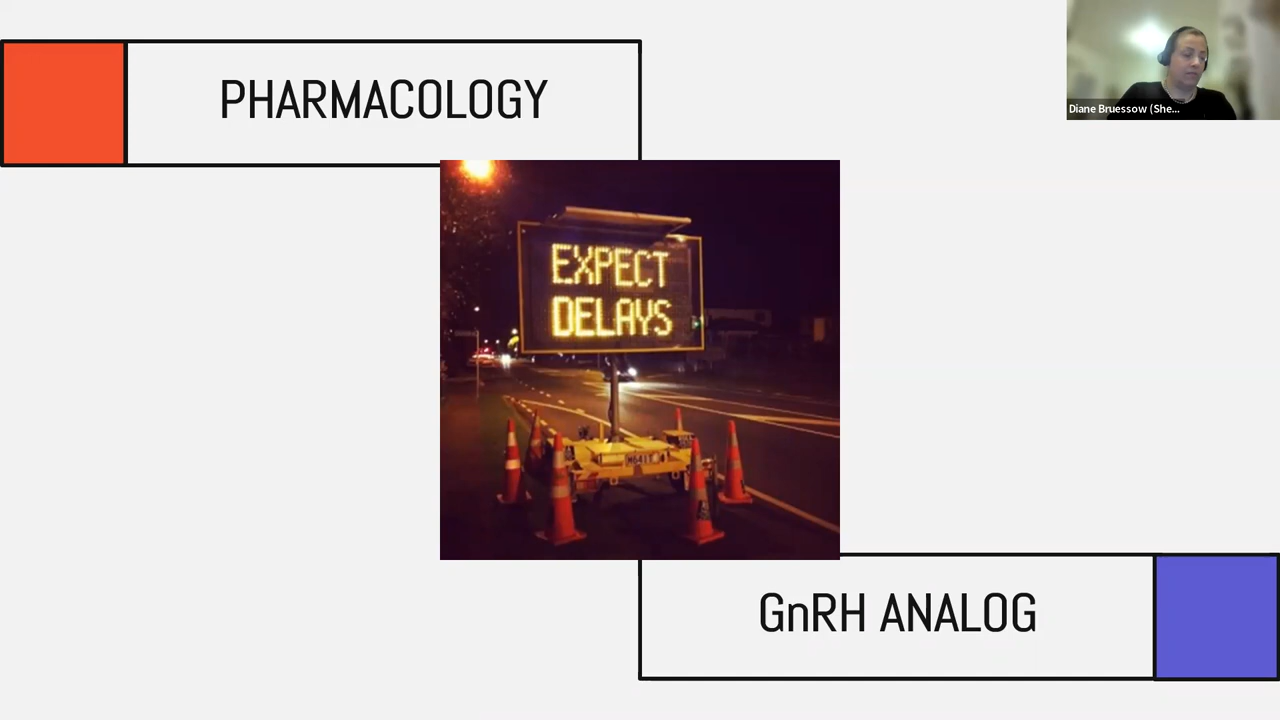 PHARMACOLOGY
Diane Bruessow (She...
EXPECT
DELAYS
GnRH ANALOG